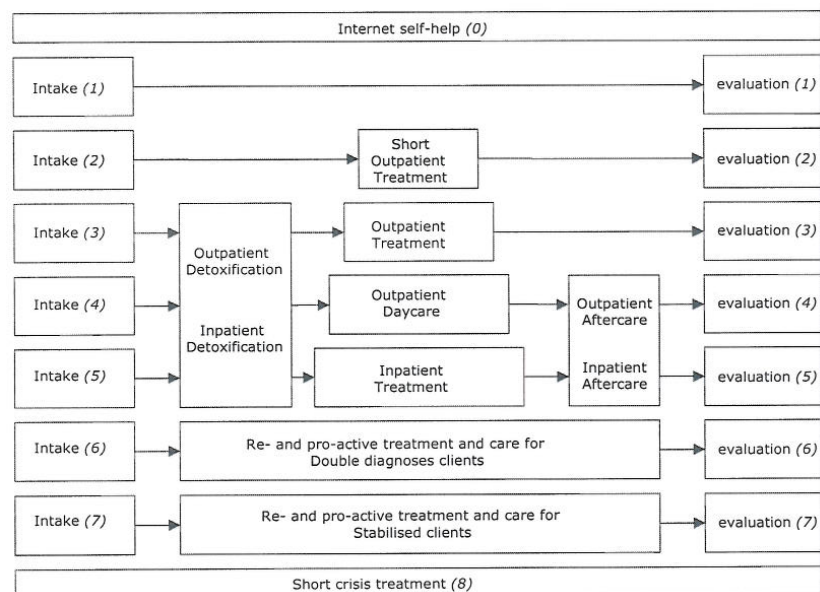 Internet self-help (0)
Intake (1)
evaluation (1)
Intake (2)
Short
Outpatient
Treatment
evaluation (2)
Intake (3)
Outpatient
Detoxification
Outpatient
Treatment
evaluation (3)
Intake (4)
Inpatient
Detoxification
Outpatient
Daycare
Outpatient
Aftercare
evaluation (4)
Intake (5)
Inpatient
Treatment
Inpatient
Aftercare
evaluation (5)
Intake (6)
Re- and pro-active treatment and care for
Double diagnoses clients
evaluation (6)
Intake (7)
Re- and pro-active treatment and care for
Stabilised clients
evaluation (7)
Short crisis treatment (8)